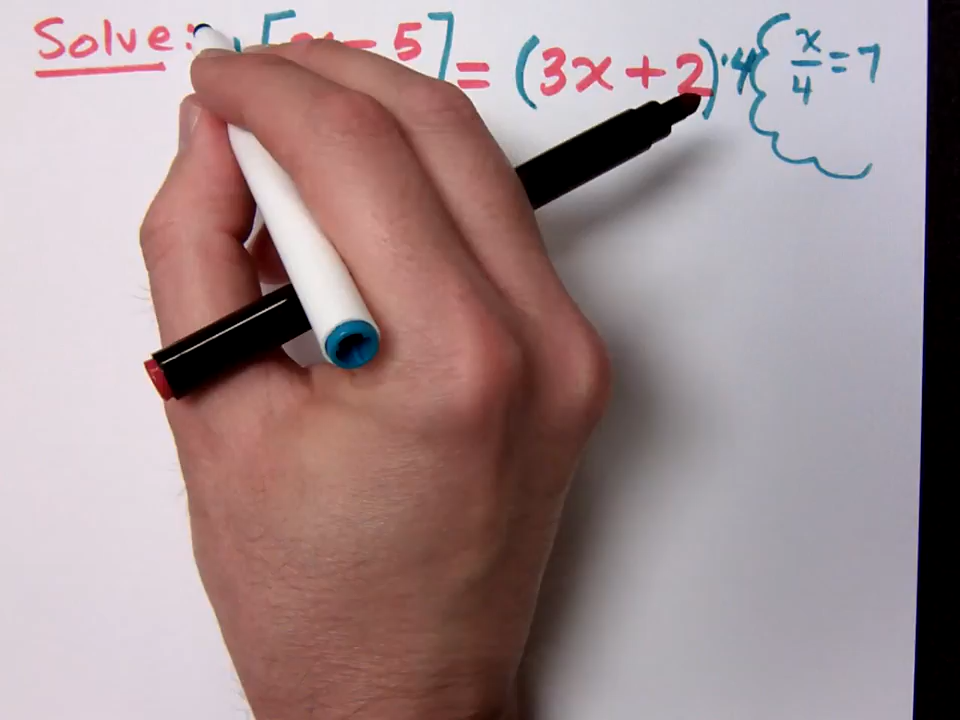 Solve: [ - 5] = (3x + 2)·4
x/4 = 7